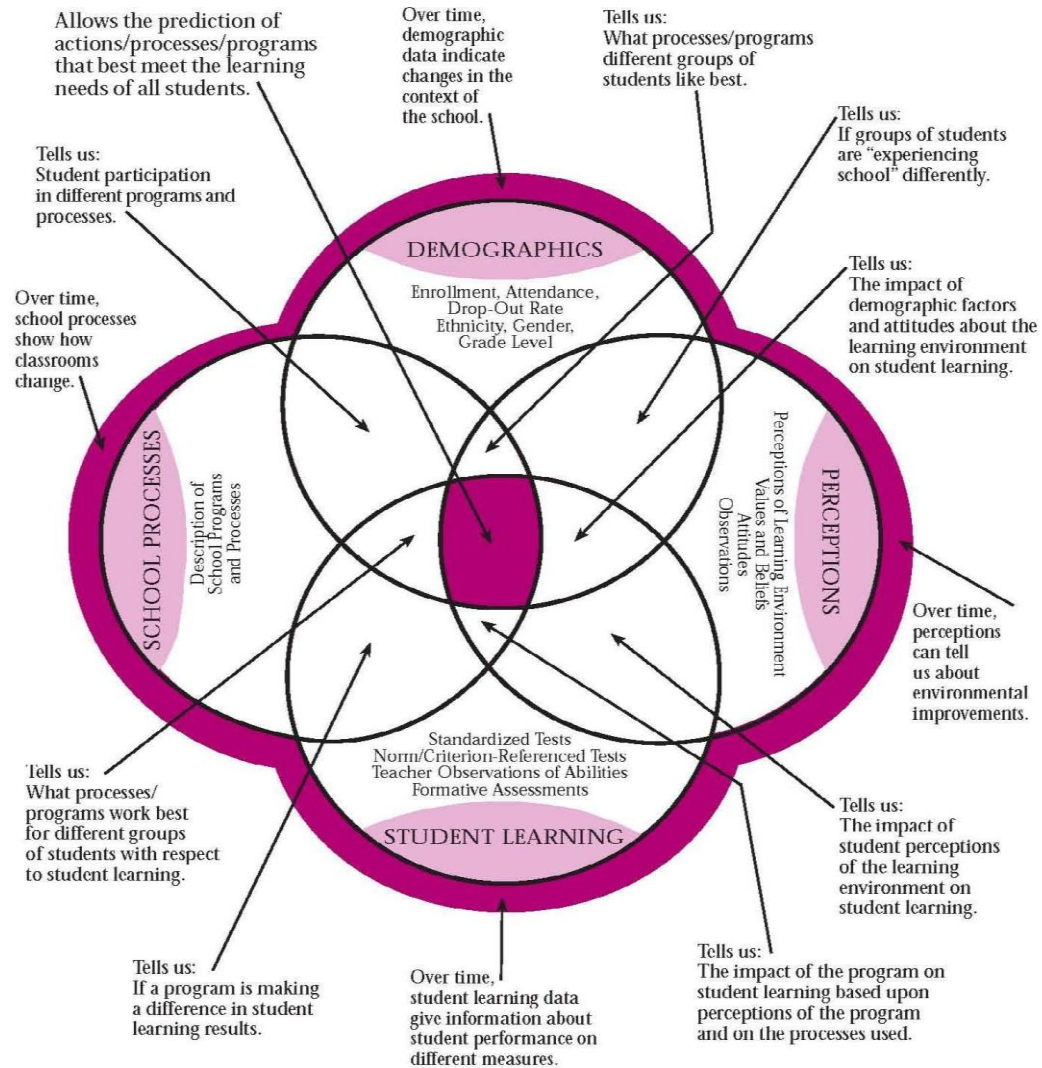 Allows the prediction of
actions/processes/programs
that best meet the learning
needs of all students.
Over time,
demographic
data indicate
changes in the
context of
the school.
Tells us:
What processes/programs
different groups of
students like best.
Tells us:
If groups of students
are “experiencing
school” differently.
Tells us:
Student participation
in different programs and
processes.
Tells us:
The impact of
demographic factors
and attitudes about the
learning environment
on student learning.
Over time,
school processes
show how
classrooms
change.
DEMOGRAPHICS
Enrollment, Attendance,
Drop-Out Rate
Ethnicity, Gender,
Grade Level
SCHOOL PROCESSES
Description of
School Programs
and Processes
PERCEPTIONS
Perceptions of Learning Environment
Values and Beliefs
Attitudes
Observations
Over time,
perceptions
can tell
us about
environmental
improvements.
Standardized Tests
Norm/Criterion-Referenced Tests
Teacher Observations of Abilities
Formative Assessments
STUDENT LEARNING
Tells us:
What processes/
programs work best
for different groups
of students with respect
to student learning.
Tells us:
The impact of
student perceptions
of the learning
environment on
student learning.
Tells us:
If a program is making
a difference in student
learning results.
Over time,
student learning data
give information about
student performance on
different measures.
Tells us:
The impact of the program on
student learning based upon
perceptions of the program
and on the processes used.